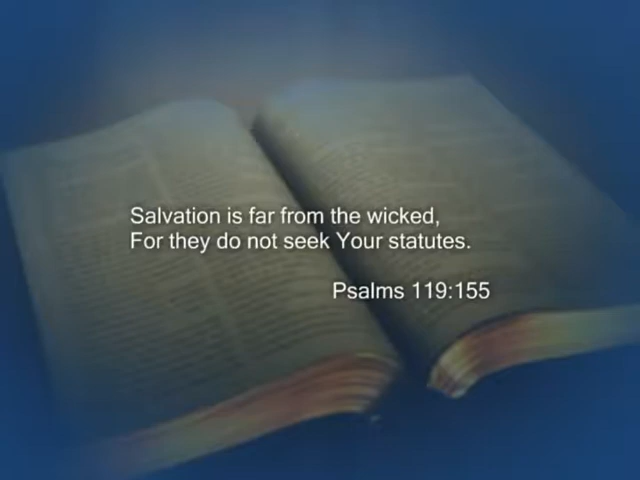 Salvation is far from the wicked,
For they do not seek Your statutes.
Psalms 119:155